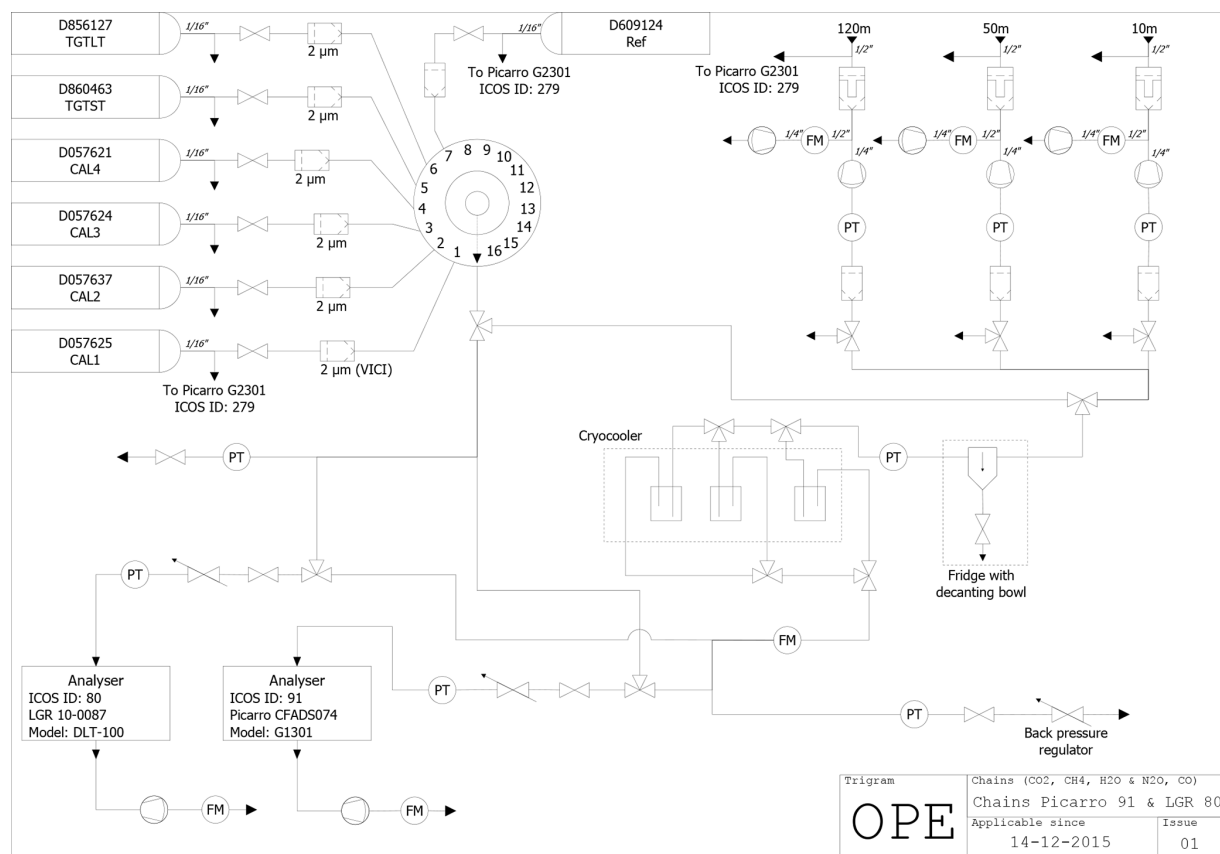 D856127
TGTLT
1/16"
2 µm
1/16"
D609124
Ref
To Picarro G2301
ICOS ID: 279
120m
50m
10m
1/2"
1/2"
1/2"
To Picarro G2301
ICOS ID: 279
D860463
TGTST
1/16"
2 µm
D057621
CAL4
1/16"
2 µm
D057624
CAL3
1/16"
2 µm
D057637
CAL2
1/16"
2 µm
D057625
CAL1
1/16"
2 µm (VICI)
To Picarro G2301
ICOS ID: 279
1
2
3
4
5
6
7
8
9
10
11
12
13
14
15
16
1/4"
FM
1/2"
1/4"
1/4"
FM
1/2"
1/4"
1/4"
FM
1/2"
1/4"
PT
PT
PT
Cryocooler
PT
PT
Fridge with
decanting bowl
PT
FM
PT
PT
Back pressure
regulator
Analyser
ICOS ID: 80
LGR 10-0087
Model: DLT-100
Analyser
ICOS ID: 91
Picarro CFADS074
Model: G1301
FM
FM
Trigram
OPE
Chains (CO2, CH4, H2O & N2O, CO)
Chains Picarro 91 & LGR 80
Applicable since
14-12-2015
Issue
01